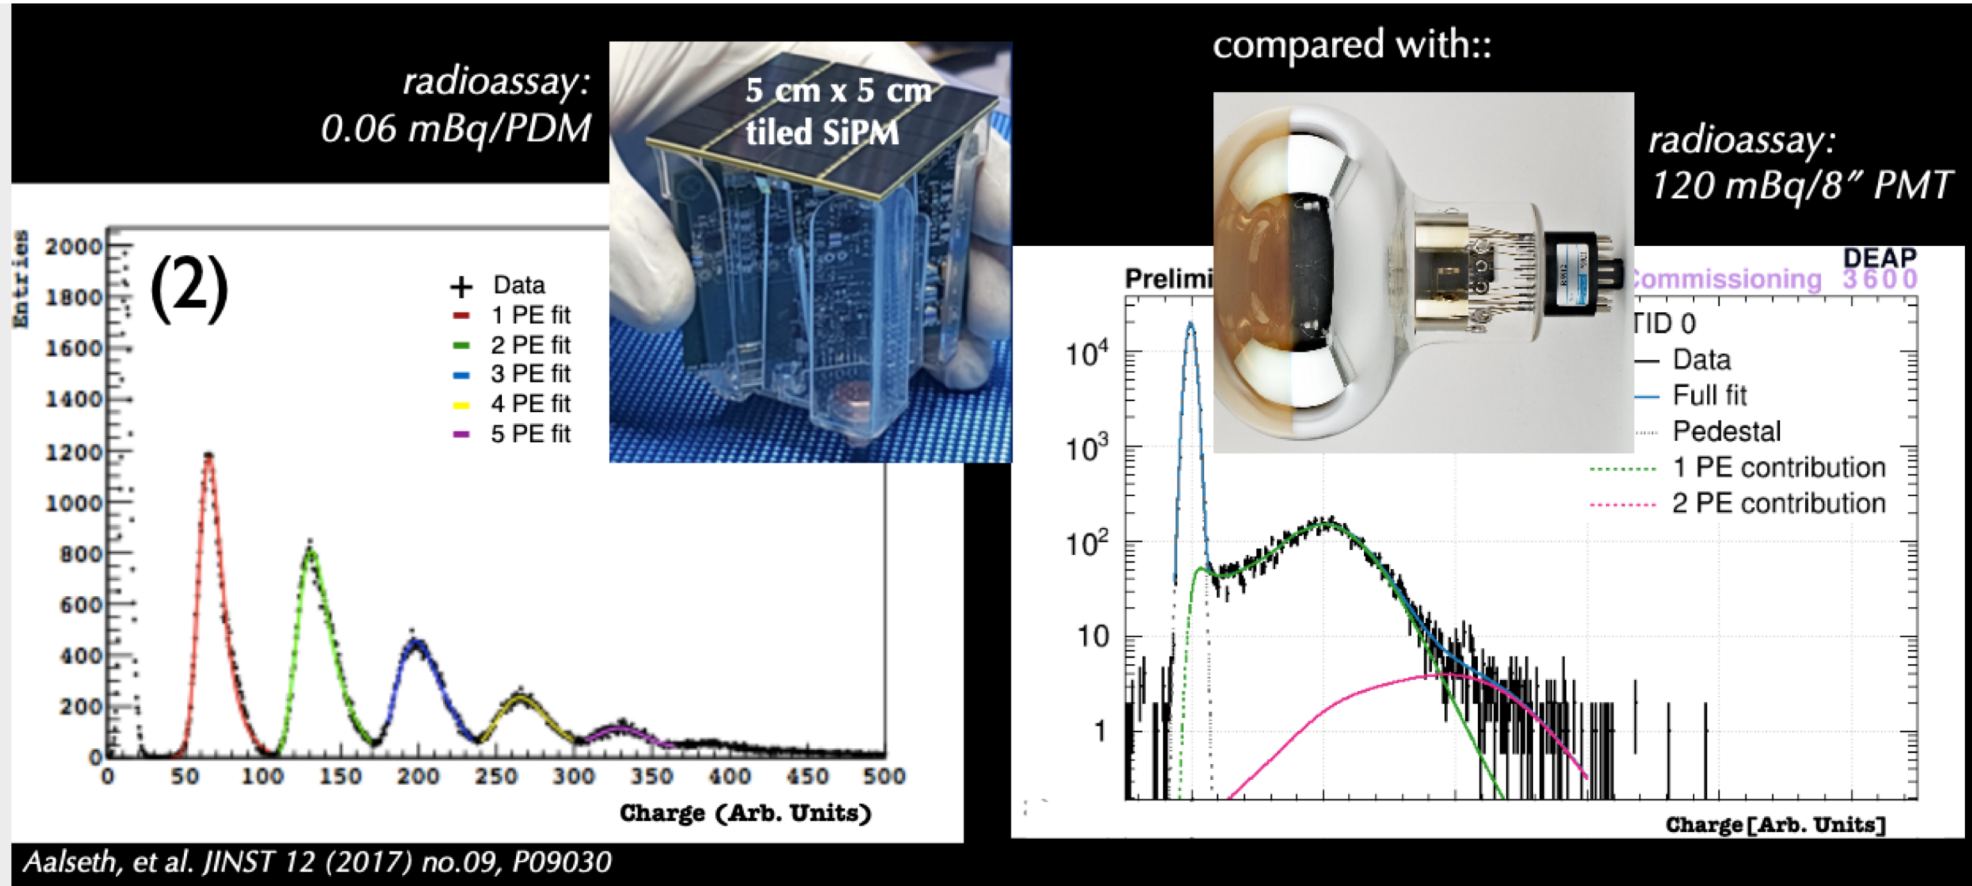 radioassay:
0.06 mBq/PDM
5 cm x 5 cm
tiled SiPM
compared with::
radioassay:
120 mBq/8″ PMT
(2)
Entries
2000
1800
1600
1400
1200
1000
800
600
400
200
0
Data
1 PE fit
2 PE fit
3 PE fit
4 PE fit
5 PE fit
0 50 100 150 200 250 300 350 400 450 500
Charge (Arb. Units)
Aalseth, et al. JINST 12 (2017) no.09, P09030
DEAP
Commissioning 3600
10⁴
10³
10²
10
1
Data
Full fit
Pedestal
1 PE contribution
2 PE contribution
Charge[Arb. Units]